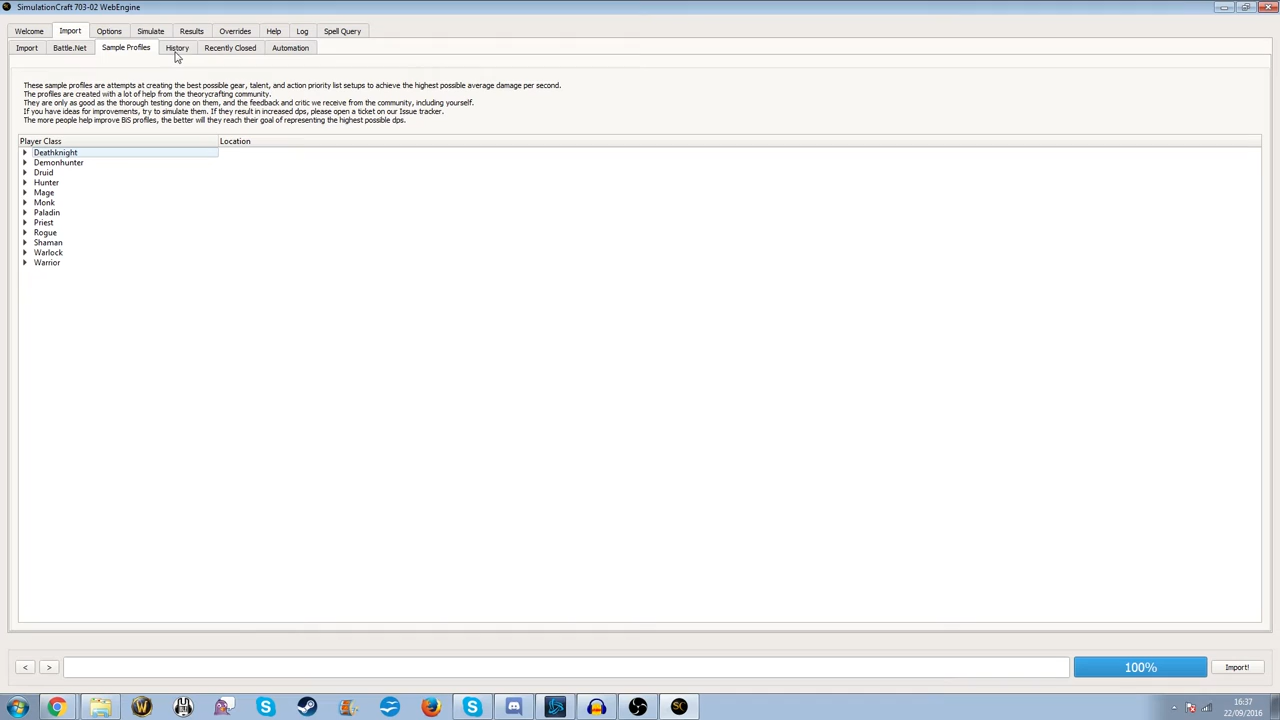 SimulationCraft 703-02 WebEngine
Welcome Import Options Simulate Results Overrides Help Log Spell Query
Import Battle.Net Sample Profiles History Recently Closed Automation
These sample profiles are attempts at creating the best possible gear, talent, and action priority list setups to achieve the highest possible average damage per second.
The profiles are created with a lot of help from the theorycrafting community.
They are only as good as the thorough testing done on them, and the feedback and critic we receive from the community, including yourself.
If you have ideas for improvements, try to simulate them. If they result in increased dps, please open a ticket on our Issue tracker.
The more people help improve BiS profiles, the better will they reach their goal of representing the highest possible dps.
Player Class Location
Deathknight
Demonhunter
Druid
Hunter
Mage
Monk
Paladin
Priest
Rogue
Shaman
Warlock
Warrior
< > 100% Import!
16:37
22/09/2016